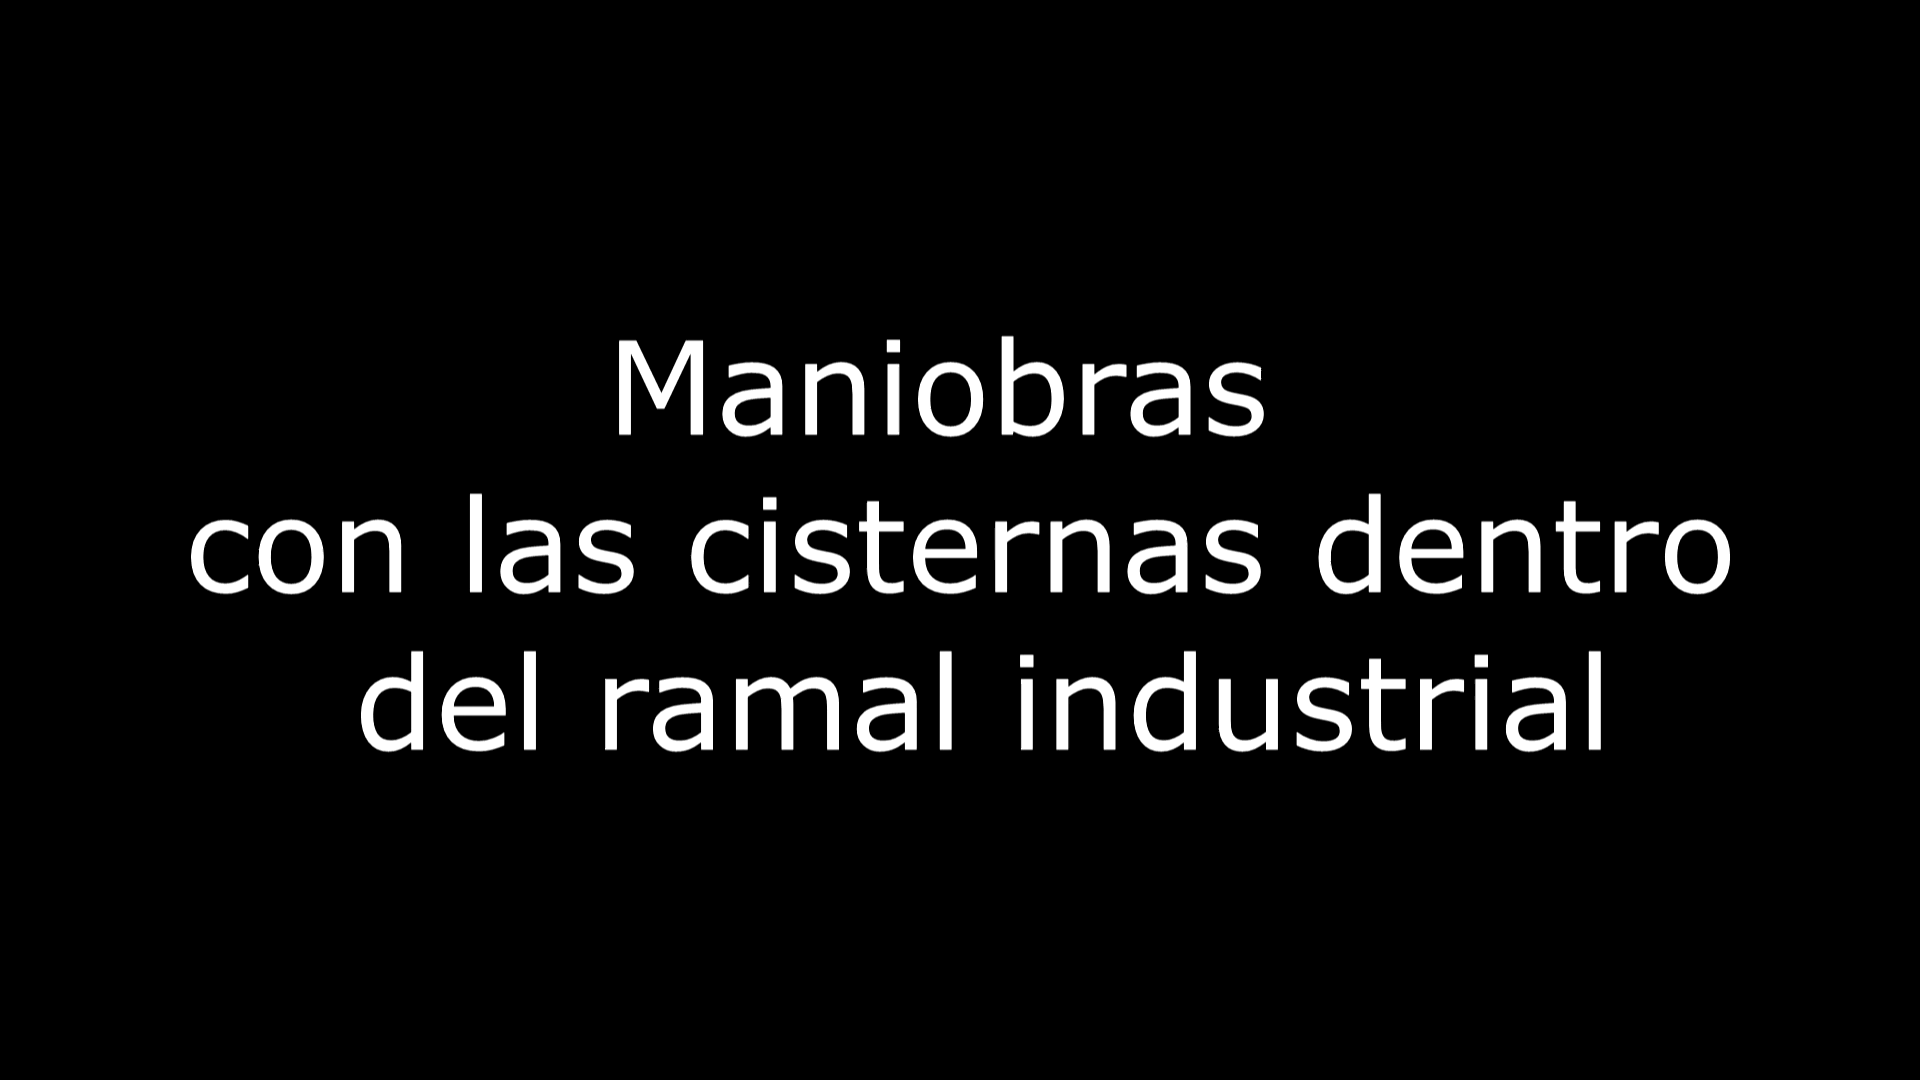 Maniobras
con las cisternas dentro
del ramal industrial